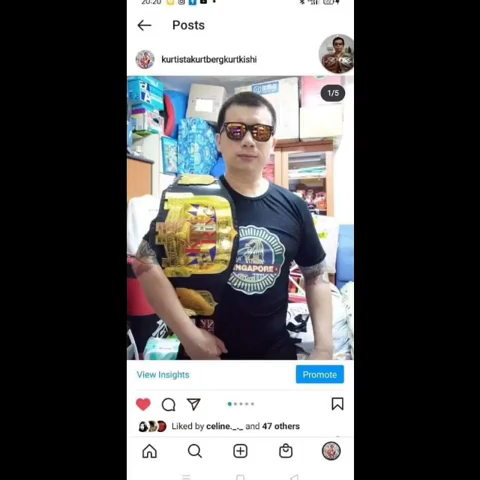 20:20
Posts
kurtistakurtbergkurtkishi
1/5
SINGAPORE
View Insights
Promote
Liked by celine._._ and 47 others